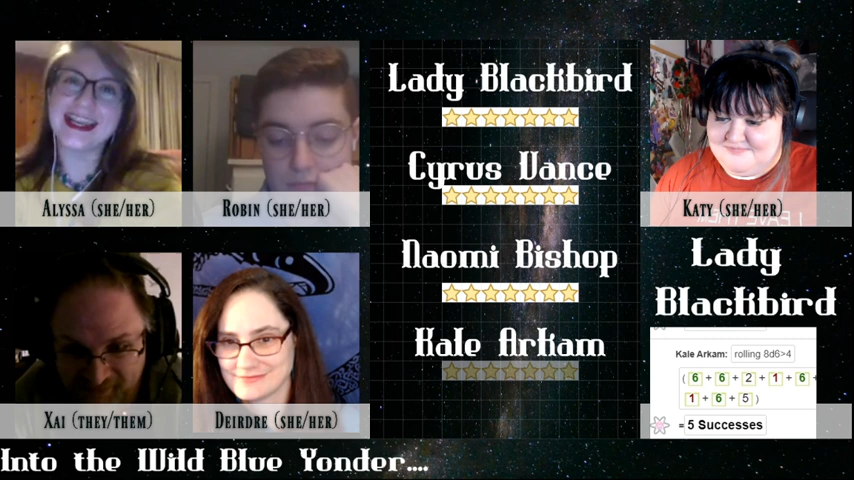 Lady Blackbird
Cyrus Vance
Naomi Bishop
Kale Arkam
Alyssa (she/her)
Robin (she/her)
Katy (she/her)
Xai (they/them)
Deirdre (she/her)
Lady
Blackbird
Kale Arkam: rolling 8d6>4
( 6 + 6 + 2 + 1 + 6 +
1 + 6 + 5 )
= 5 Successes
Into the Wild Blue Yonder....